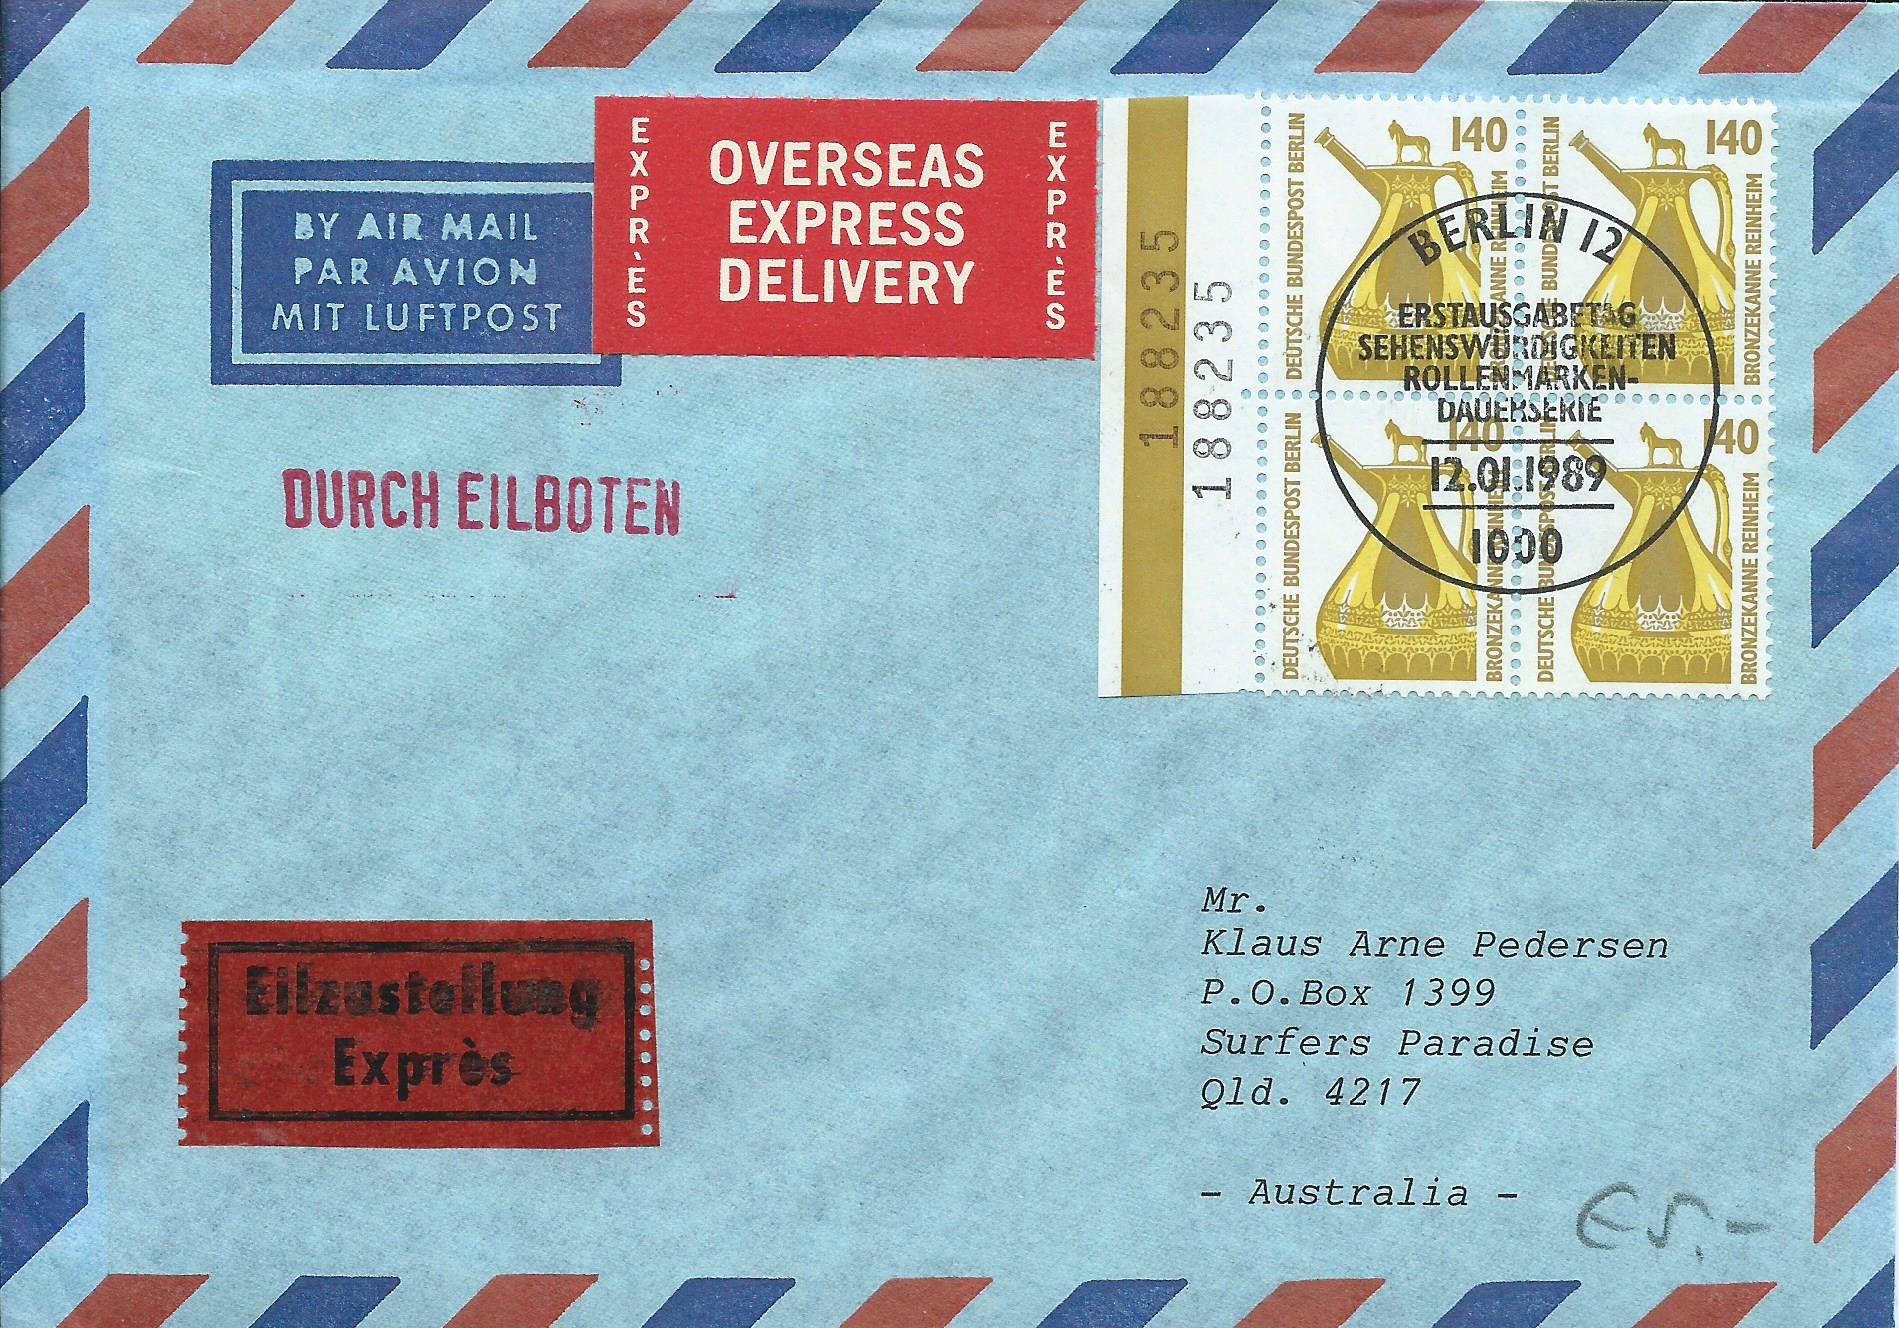 BY AIR MAIL
PAR AVION
MIT LUFTPOST
EXPRÈS
OVERSEAS
EXPRESS
DELIVERY
EXPRÈS
188235
188235
DEUTSCHE BUNDESPOST BERLIN
140
BRONZEKANNE REINHEIM
DEUTSCHE BUNDESPOST BERLIN
140
BRONZEKANNE REINHEIM
DEUTSCHE BUNDESPOST BERLIN
140
BRONZEKANNE REINHEIM
DEUTSCHE BUNDESPOST BERLIN
140
BRONZEKANNE REINHEIM
BERLIN 12
ERSTAUSGABETAG
SEHENSWÜRDIGKEITEN
ROLLENMARKEN-
DAUERSERIE
12.01.1989
1000
DURCH EILBOTEN
Eilzustellung
Exprès
Mr.
Klaus Arne Pedersen
P.O.Box 1399
Surfers Paradise
Qld. 4217
- Australia -
€5.-